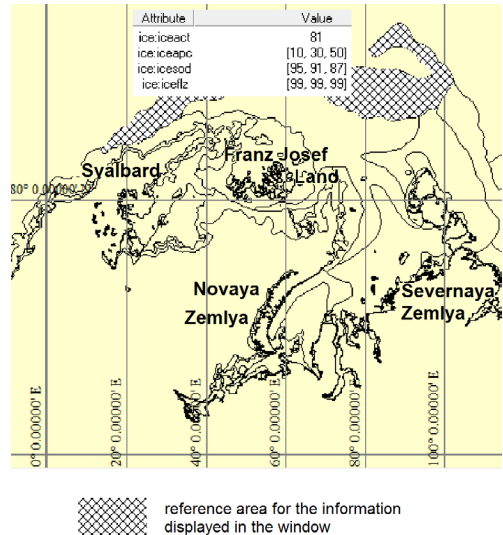 Attribute Value
ice:iceact 81
ice:iceapc [10, 30, 50]
ice:icesod [95, 91, 87]
ice:iceflz [99, 99, 99]
Franz Josef
Syalbard
Land
80° 0.00000'
Novaya
Zemlya
Severnaya
Zemlya
0° 0.00000' E
20° 0.00000' E
40° 0.00000' E
60° 0.00000' E
80° 0.00000' E
100° 0.00000' E
reference area for the information
displayed in the window